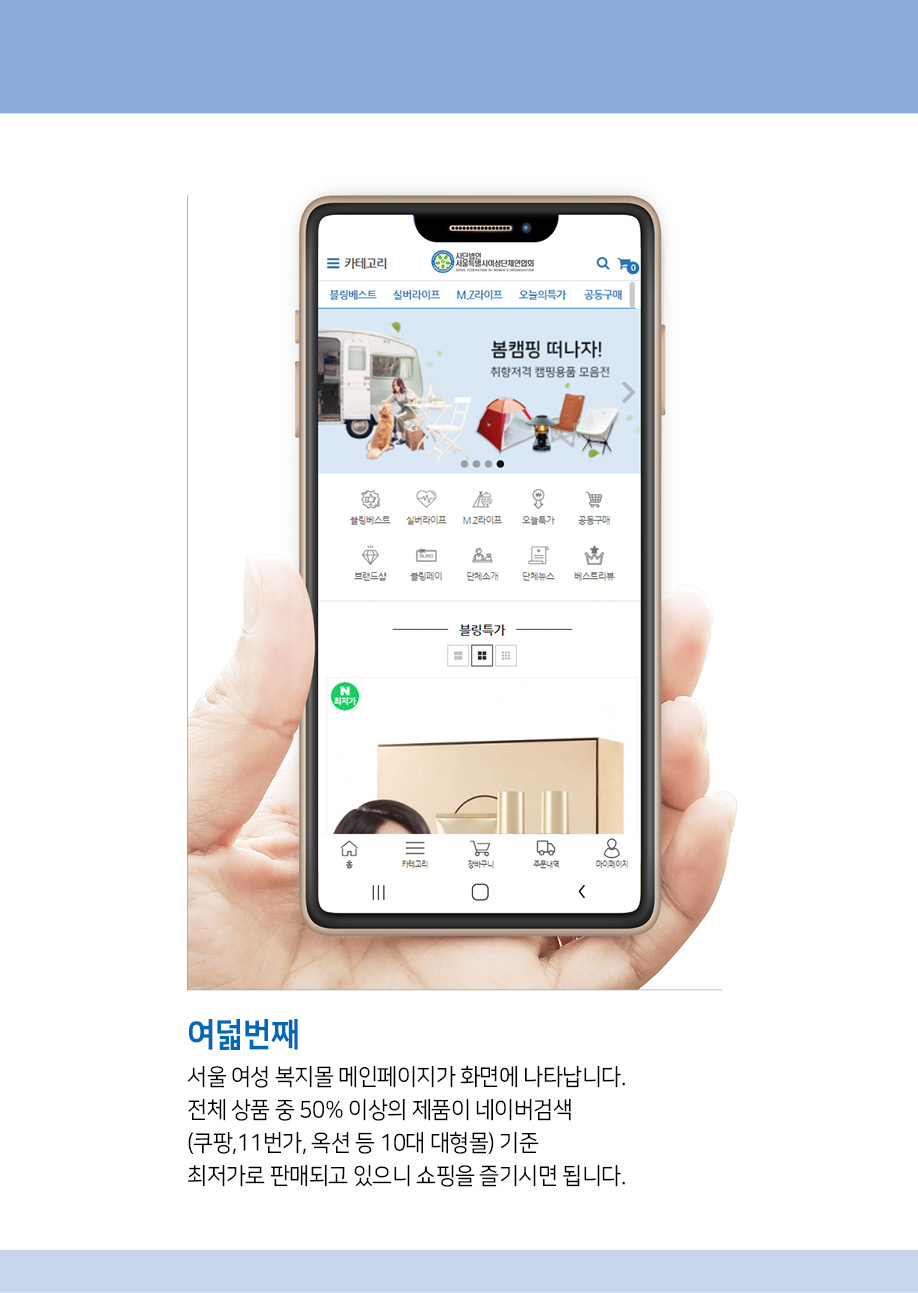 카테고리
사단법인
서울특별시여성단체연합회
SEOUL FEDERATION OF WOMEN'S ORGANIZATION
0
블링베스트 실버라이프 M.Z라이프 오늘의특가 공동구매
봄캠핑 떠나자!
취향저격 캠핑용품 모음전
블링베스트 실버라이프 M.Z라이프 오늘특가 공동구매
BLING
브랜드샵 블링페이 단체소개 단체뉴스 베스트리뷰
블링특가
N
최저가
홈 카테고리 장바구니 주문내역 마이페이지
여덟번째
서울 여성 복지몰 메인페이지가 화면에 나타납니다.
전체 상품 중 50% 이상의 제품이 네이버검색
(쿠팡,11번가, 옥션 등 10대 대형몰) 기준
최저가로 판매되고 있으니 쇼핑을 즐기시면 됩니다.